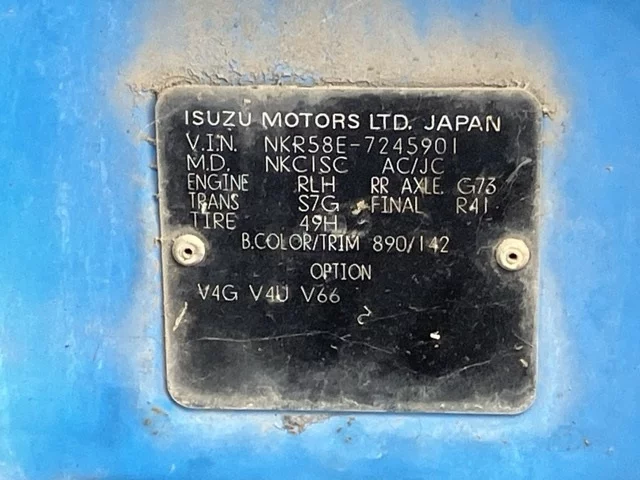 ISUZU MOTORS LTD. JAPAN
V.I.N. NKR58E-7245901
M.D. NKC1SC AC/JC
ENGINE RLH RR AXLE. G73
TRANS S7G FINAL R41
TIRE 49H
B.COLOR/TRIM 890/142
OPTION
V4G V4U V66